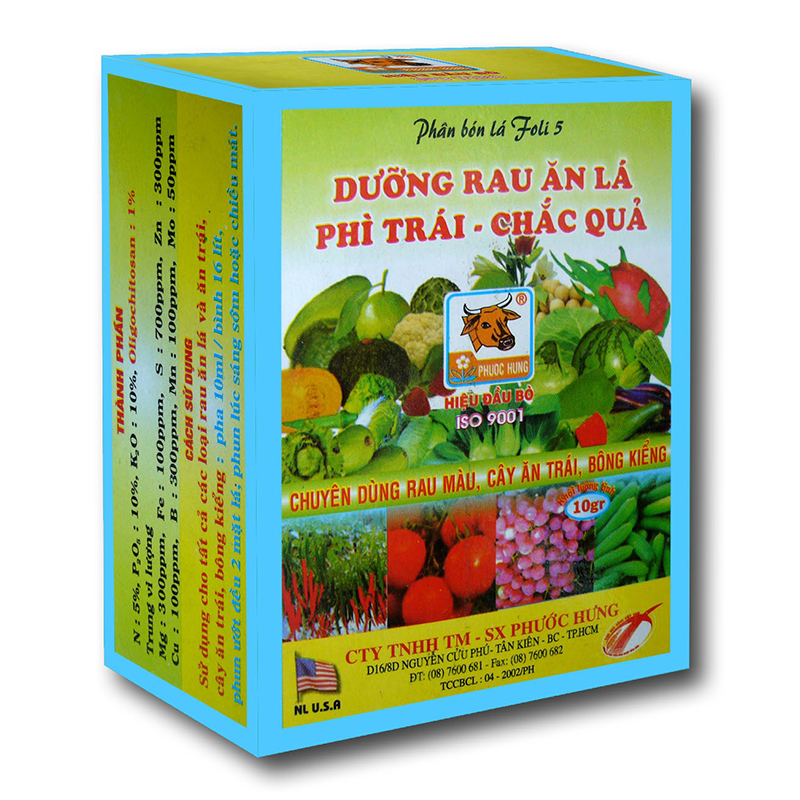 HIỆU ĐẦU BÒ
Phân bón lá Foli 5
DƯỠNG RAU ĂN LÁ
PHÌ TRÁI - CHẮC QUẢ
®
PHƯỚC HƯNG
HIỆU ĐẦU BÒ
ISO 9001
CHUYÊN DÙNG RAU MÀU, CÂY ĂN TRÁI, BÔNG KIỂNG
Khối lượng tịnh
10gr
CTY TNHH TM - SX PHƯỚC HƯNG
D16/8D NGUYỄN CỬU PHÚ- TÂN KIÊN - BC - TP.HCM
ĐT: (08) 7600 681 - Fax: (08) 7600 682
TCCBCL : 04 - 2002/PH
NL U.S.A
THÀNH PHẦN
N : 5%, P₂O₅ : 10%, K₂O : 10%, Oligochitosan : 1%
Trung vi lượng
Mg : 300ppm, Fe : 100ppm, S : 700ppm, Zn : 300ppm
Cu : 100ppm, B : 300ppm, Mn : 100ppm, Mo : 50ppm
CÁCH SỬ DỤNG
Sử dụng cho tất cả các loại rau ăn lá và ăn trái,
cây ăn trái, bông kiểng : pha 10ml / bình 16 lít,
phun ướt đều 2 mặt lá; phun lúc sáng sớm hoặc chiều mát.